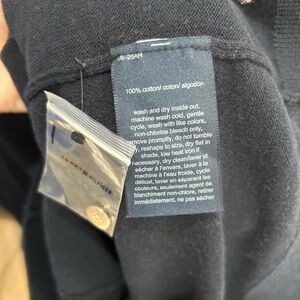 100% cotton/ coton/ algodón
wash and dry inside out,
machine wash cold, gentle
cycle, wash with like colors,
non-chlorine bleach only,
remove promptly, do not tumble
dry, reshape to size, dry flat in
shade, low heat iron if
necessary, dry clean/laver et
sécher à l'envers, laver à la
machine à l'eau froide, cycle
délicat, laver en séparant les
couleurs, seulement agent de
blanchiment non-chlore, retirer
immédiatement, ne pas sécher
TOMMY HILFIGER